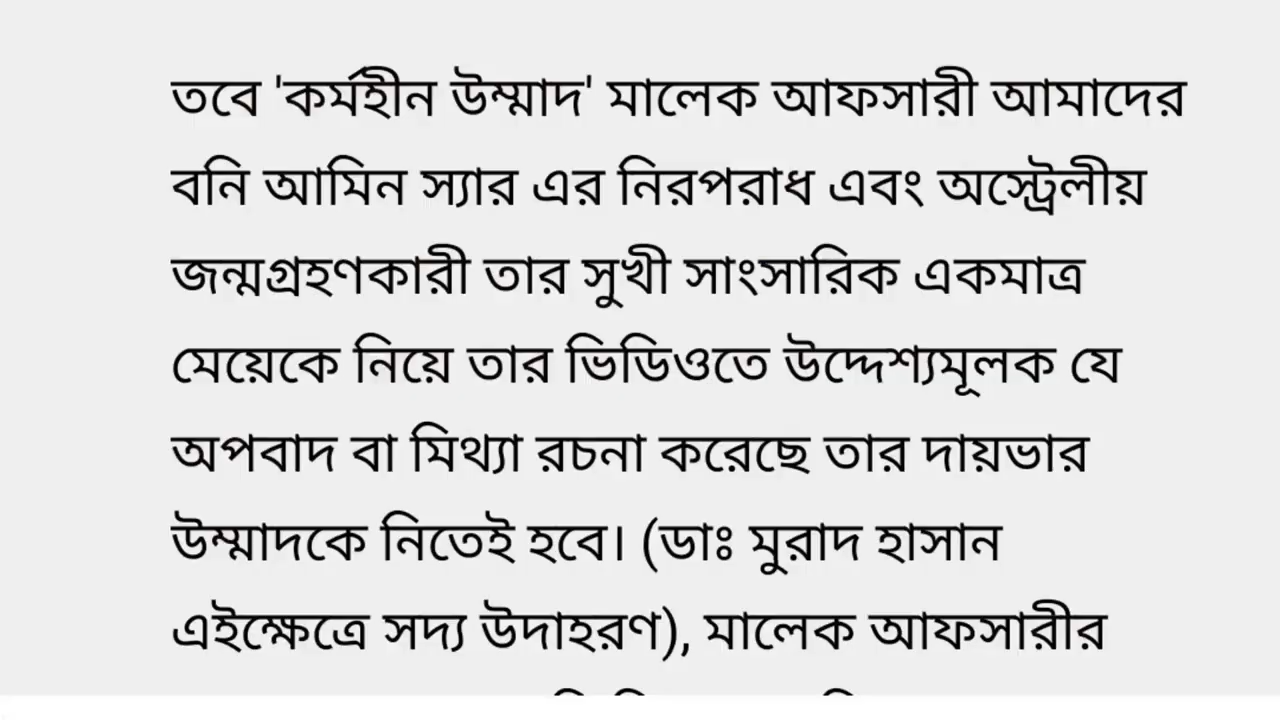 তবে 'কর্মহীন উম্মাদ' মালেক আফসারী আমাদের
বনি আমিন স্যার এর নিরপরাধ এবং অস্ট্রেলীয়
জন্মগ্রহণকারী তার সুখী সাংসারিক একমাত্র
মেয়েকে নিয়ে তার ভিডিওতে উদ্দেশ্যমূলক যে
অপবাদ বা মিথ্যা রচনা করেছে তার দায়ভার
উম্মাদকে নিতেই হবে। (ডাঃ মুরাদ হাসান
এইক্ষেত্রে সদ্য উদাহরণ), মালেক আফসারীর